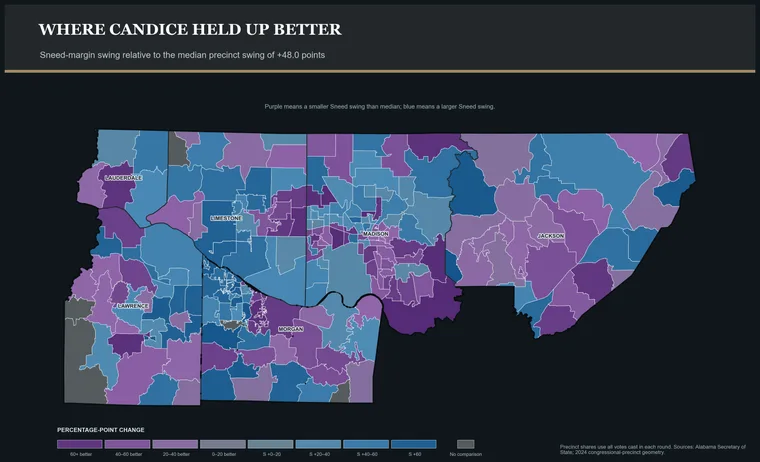 WHERE CANDICE HELD UP BETTER
Sneed-margin swing relative to the median precinct swing of +48.0 points
Purple means a smaller Sneed swing than median; blue means a larger Sneed swing.
LAUDERDALE
LIMESTONE
MADISON
JACKSON
LAWRENCE
MORGAN
PERCENTAGE-POINT CHANGE
60+ better
40–60 better
20–40 better
0–20 better
S +0–20
S +20–40
S +40–60
S +60
No comparison
Precinct shares use all votes cast in each round. Sources: Alabama Secretary of
State; 2024 congressional-precinct geometry.